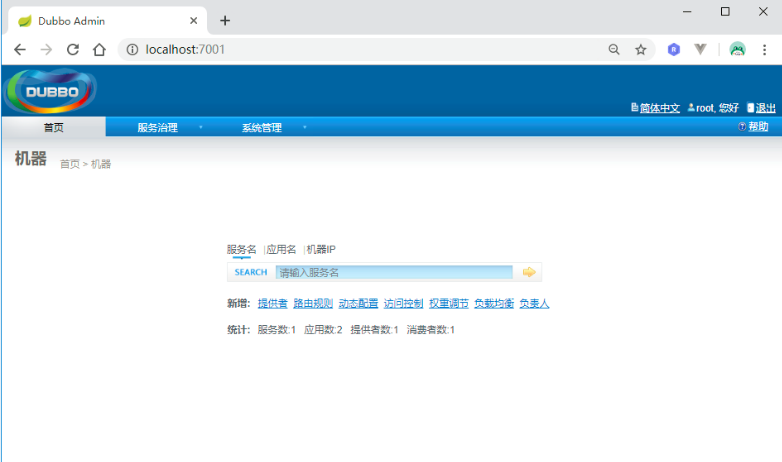 Dubbo Admin
localhost:7001
DUBBO
简体中文 root, 您好 退出
首页 服务治理 系统管理 帮助
机器 首页 > 机器
服务名 |应用名 |机器IP
SEARCH 请输入服务名
新增: 提供者 路由规则 动态配置 访问控制 权重调节 负载均衡 负责人
统计: 服务数:1 应用数:2 提供者数:1 消费者数:1